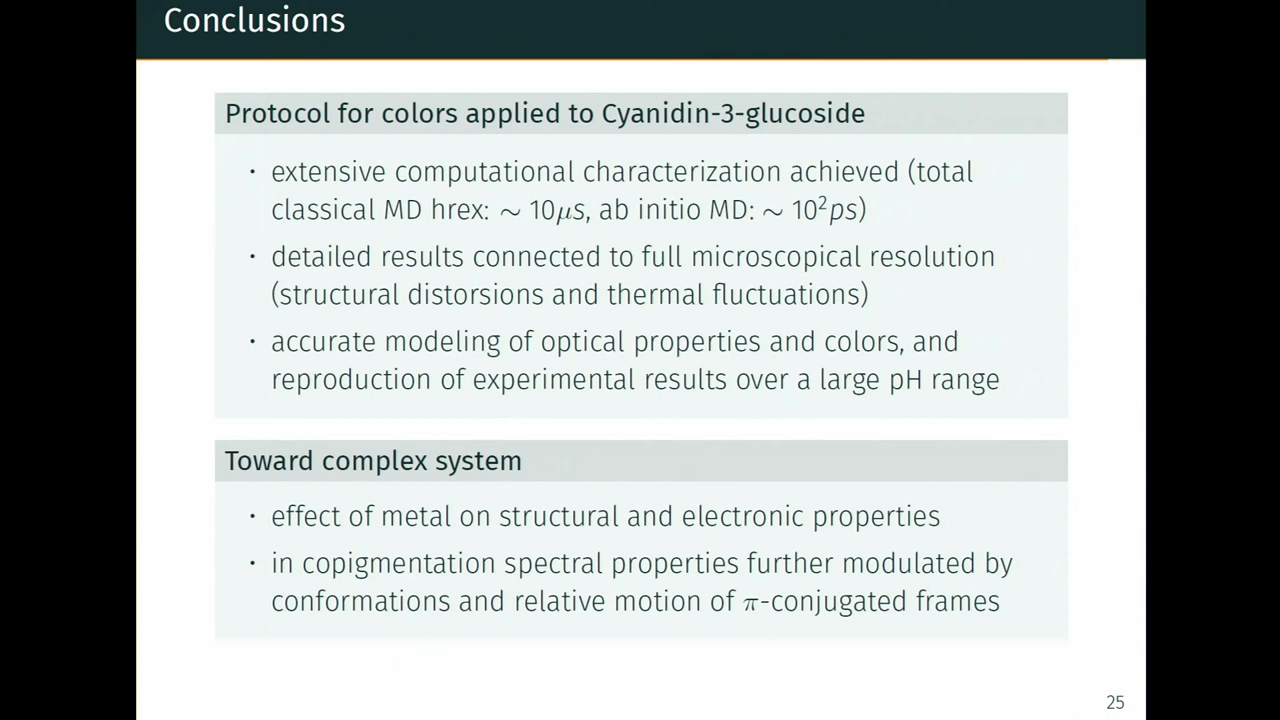 Conclusions
Protocol for colors applied to Cyanidin-3-glucoside
· extensive computational characterization achieved (total
classical MD hrex: ∼ 10μs, ab initio MD: ∼ 10²ps)
· detailed results connected to full microscopical resolution
(structural distorsions and thermal fluctuations)
· accurate modeling of optical properties and colors, and
reproduction of experimental results over a large pH range
Toward complex system
· effect of metal on structural and electronic properties
· in copigmentation spectral properties further modulated by
conformations and relative motion of π-conjugated frames
25